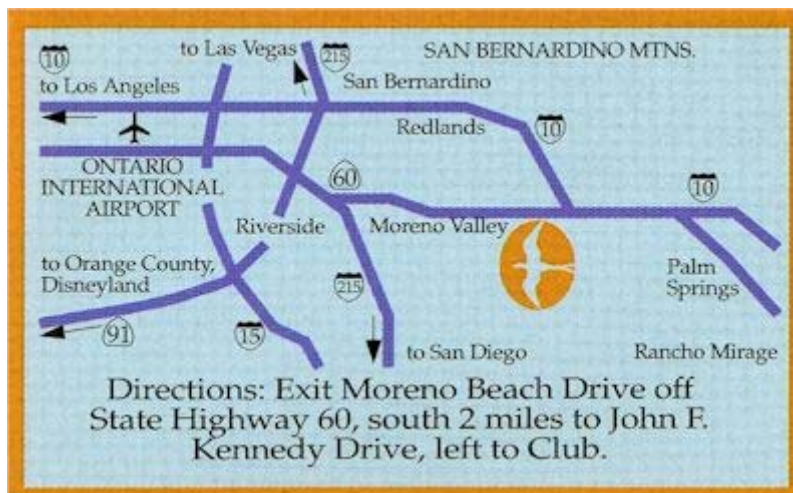 to Las Vegas
215
SAN BERNARDINO MTNS.
10
to Los Angeles
San Bernardino
Redlands
10
ONTARIO
INTERNATIONAL
AIRPORT
60
10
Riverside
Moreno Valley
to Orange County,
Disneyland
Palm
Springs
215
91
15
to San Diego
Rancho Mirage
Directions: Exit Moreno Beach Drive off
State Highway 60, south 2 miles to John F.
Kennedy Drive, left to Club.